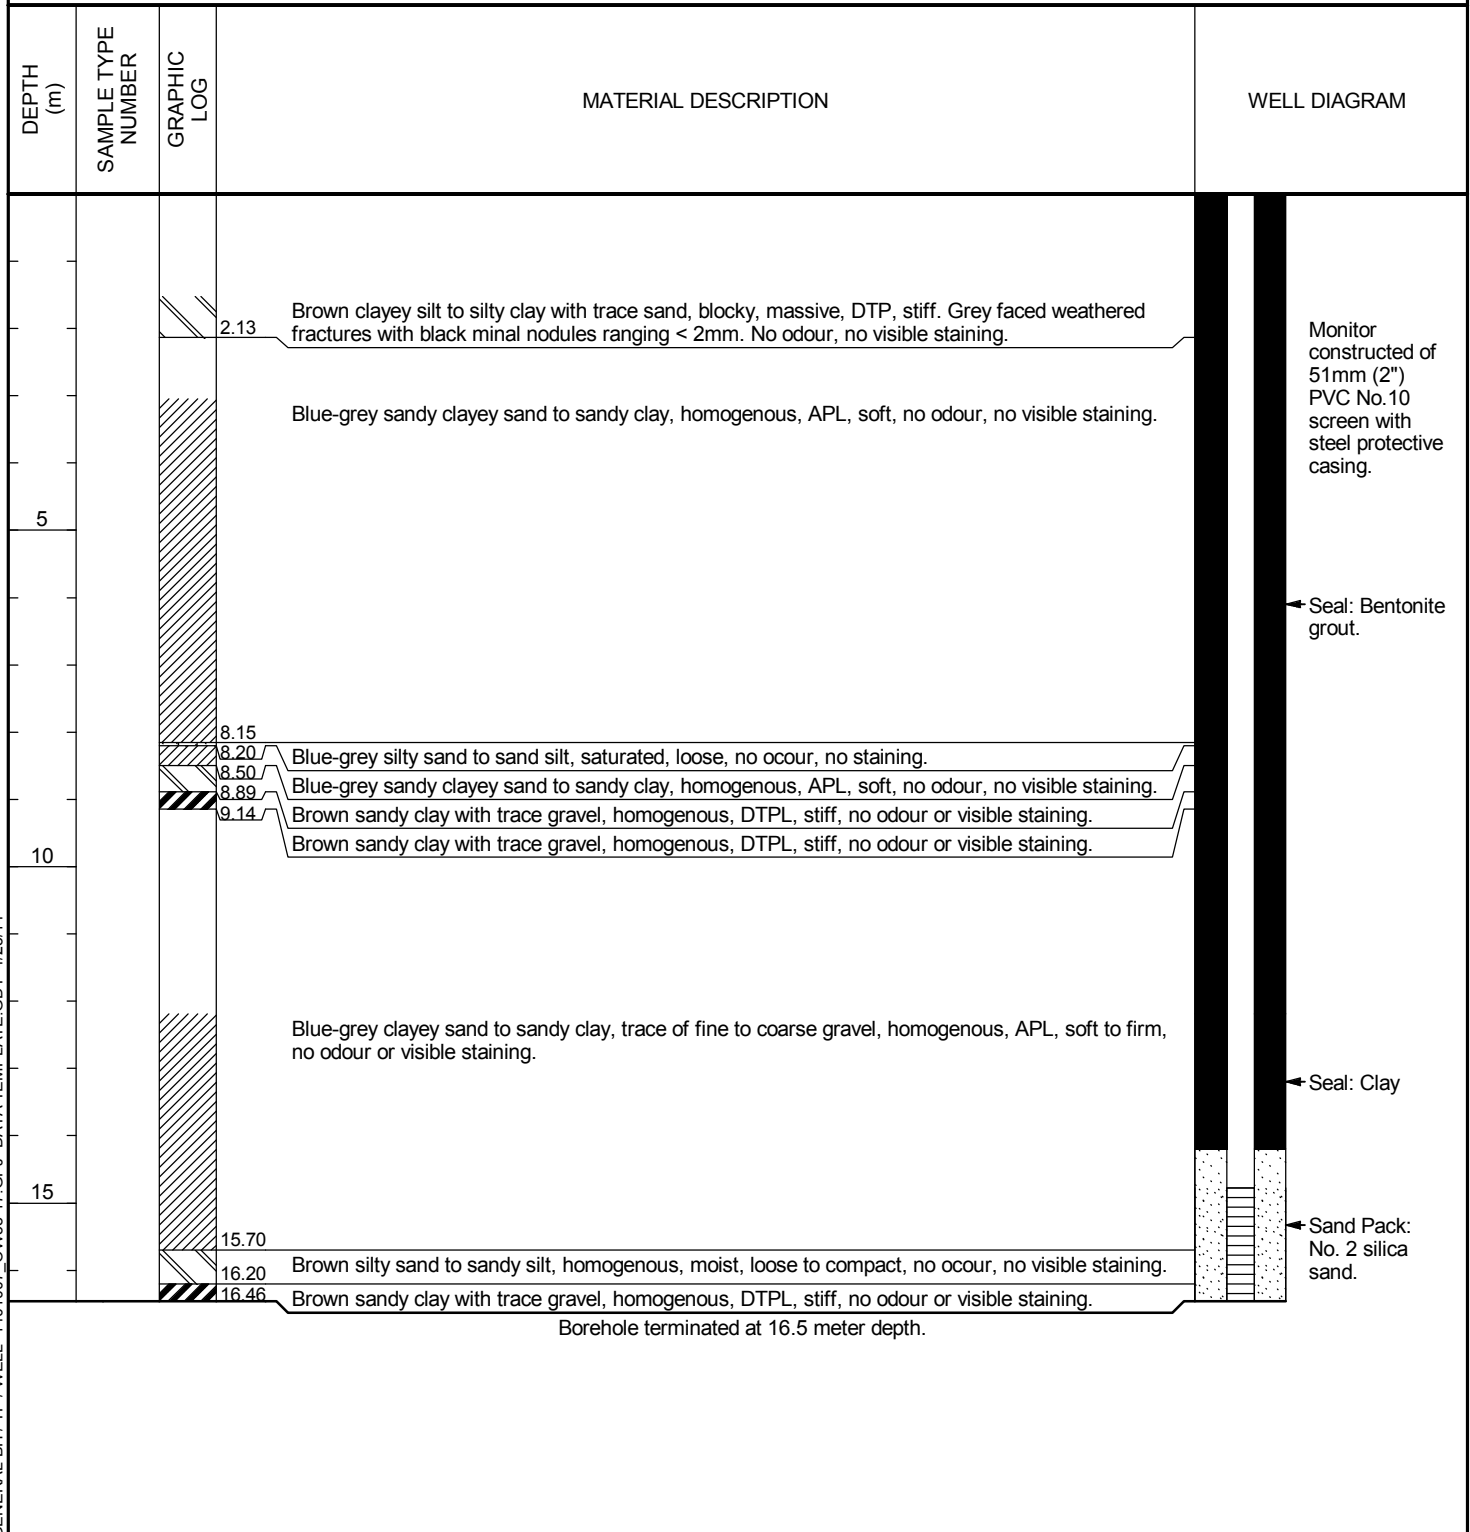 DEPTH
(m)
SAMPLE TYPE
NUMBER
GRAPHIC
LOG
MATERIAL DESCRIPTION
WELL DIAGRAM
2.13
Brown clayey silt to silty clay with trace sand, blocky, massive, DTP, stiff. Grey faced weathered
fractures with black minal nodules ranging < 2mm. No odour, no visible staining.
Monitor
constructed of
51mm (2")
PVC No.10
screen with
steel protective
casing.
Blue-grey sandy clayey sand to sandy clay, homogenous, APL, soft, no odour, no visible staining.
5
Seal: Bentonite
grout.
8.15
8.20
Blue-grey silty sand to sand silt, saturated, loose, no ocour, no staining.
8.50
Blue-grey sandy clayey sand to sandy clay, homogenous, APL, soft, no odour, no visible staining.
8.89
9.14
Brown sandy clay with trace gravel, homogenous, DTPL, stiff, no odour or visible staining.
Brown sandy clay with trace gravel, homogenous, DTPL, stiff, no odour or visible staining.
10
Blue-grey clayey sand to sandy clay, trace of fine to coarse gravel, homogenous, APL, soft to firm,
no odour or visible staining.
Seal: Clay
15
Sand Pack:
No. 2 silica
sand.
15.70
Brown silty sand to sandy silt, homogenous, moist, loose to compact, no ocour, no visible staining.
16.20
16.46
Brown sandy clay with trace gravel, homogenous, DTPL, stiff, no odour or visible staining.
Borehole terminated at 16.5 meter depth.